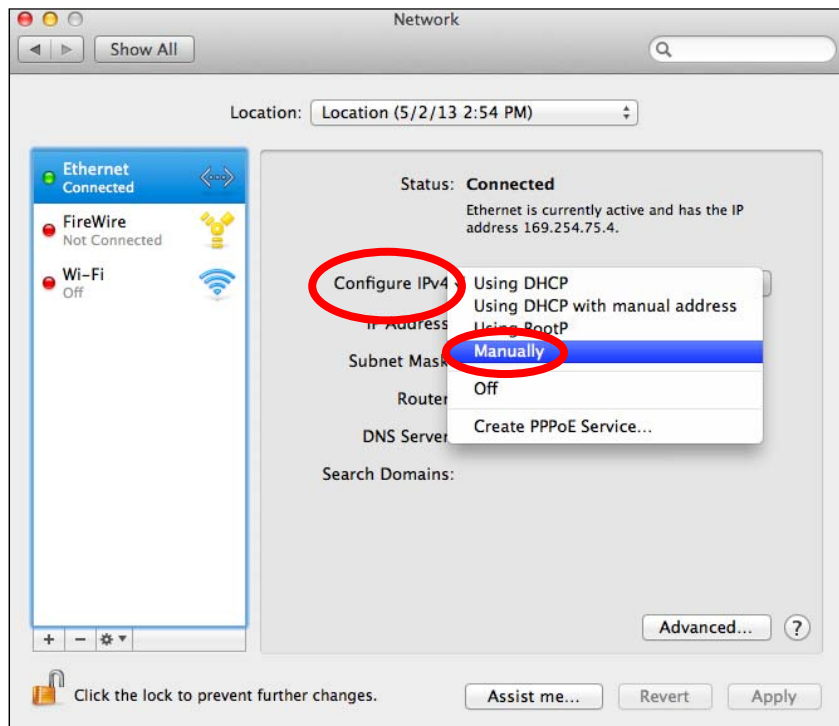 Network
Show All
Location: Location (5/2/13 2:54 PM)
Ethernet
Connected
FireWire
Not Connected
Wi-Fi
Off
Status: Connected
Ethernet is currently active and has the IP
address 169.254.75.4.
Configure IPv4
Using DHCP
Using DHCP with manual address
Using BootP
Manually
Off
Create PPPoE Service...
IP Address
Subnet Mask
Router
DNS Server
Search Domains:
Advanced... ?
Click the lock to prevent further changes.
Assist me... Revert Apply